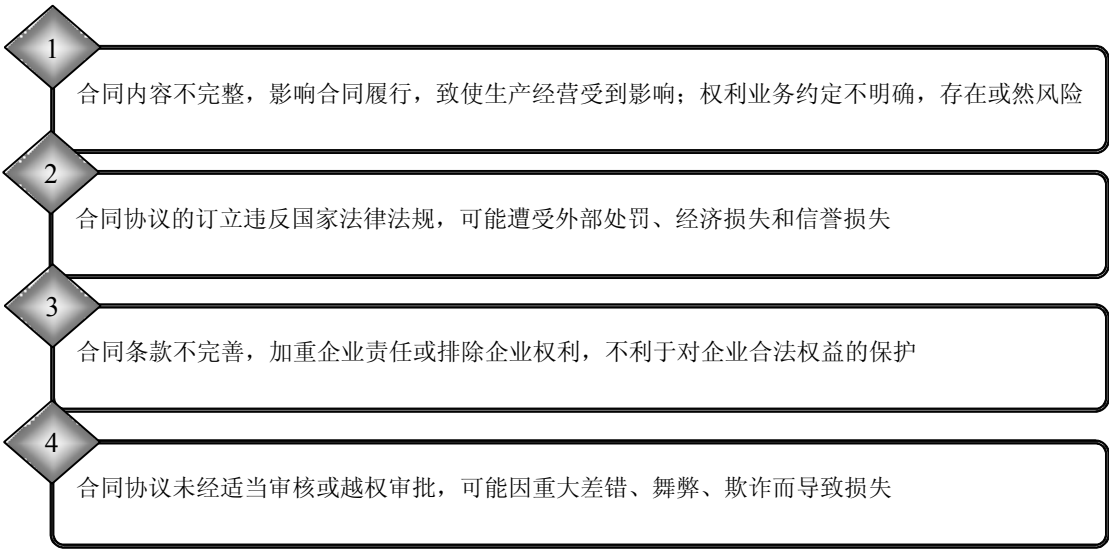 1
合同内容不完整，影响合同履行，致使生产经营受到影响；权利业务约定不明确，存在或然风险
2
合同协议的订立违反国家法律法规，可能遭受外部处罚、经济损失和信誉损失
3
合同条款不完善，加重企业责任或排除企业权利，不利于对企业合法权益的保护
4
合同协议未经适当审核或越权审批，可能因重大差错、舞弊、欺诈而导致损失